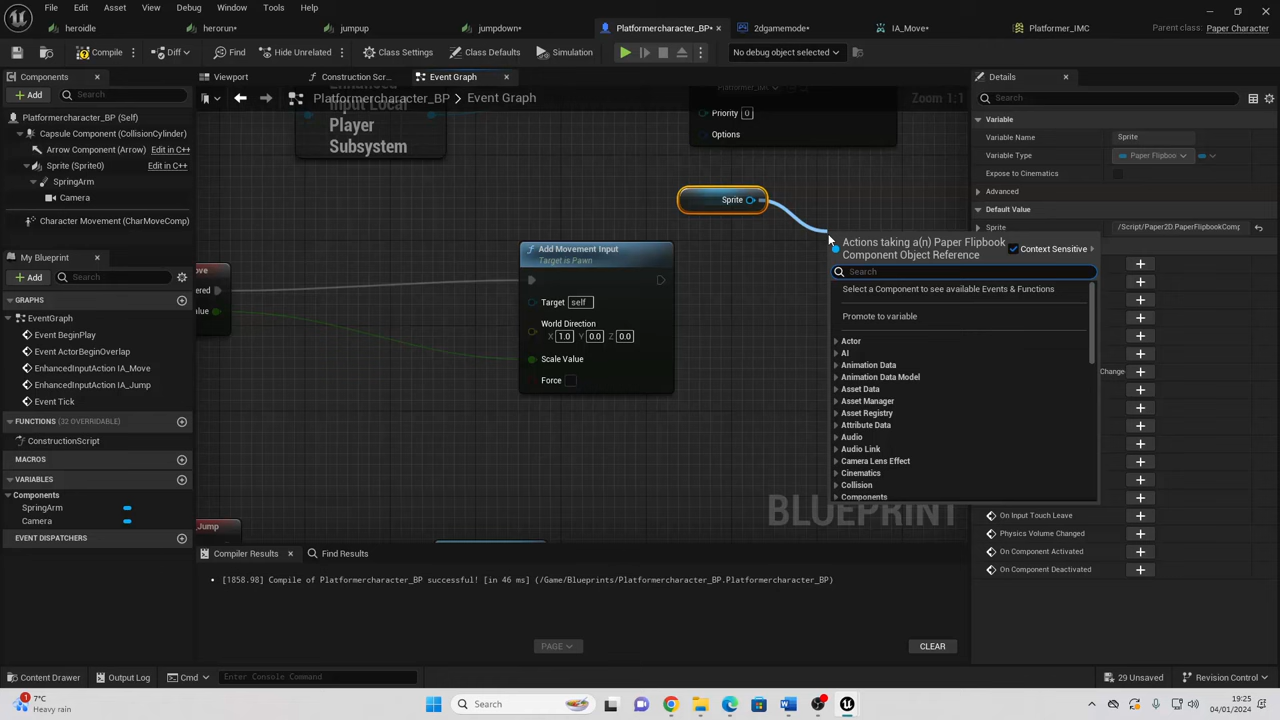 File Edit Asset View Debug Window Tools Help
heroidle
herorun*
jumpup
jumpdown*
Platformercharacter_BP*
2dgamemode*
IA_Move*
Platformer_IMC
Parent class: Paper Character
Compile
Diff
Find
Hide Unrelated
Class Settings
Class Defaults
Simulation
No debug object selected
Components
Add
Search
Platformercharacter_BP (Self)
Capsule Component (CollisionCylinder)
Arrow Component (Arrow) Edit in C++
Sprite (Sprite0) Edit in C++
SpringArm
Camera
Character Movement (CharMoveComp)
My Blueprint
Add
Search
GRAPHS
EventGraph
Event BeginPlay
Event ActorBeginOverlap
EnhancedInputAction IA_Move
EnhancedInputAction IA_Jump
Event Tick
FUNCTIONS (32 OVERRIDABLE)
ConstructionScript
MACROS
VARIABLES
Components
SpringArm
Camera
EVENT DISPATCHERS
Viewport
Construction Scr...
Event Graph
Platformercharacter_BP > Event Graph
Zoom 1:1
Input Local
Player
Subsystem
Priority 0
Options
Sprite
Add Movement Input
Target is Pawn
Target self
World Direction
X 1.0 Y 0.0 Z 0.0
Scale Value
Force
Jump
BLUEPRINT
Actions taking a(n) Paper Flipbook
Component Object Reference
Context Sensitive
Search
Select a Component to see available Events & Functions
Promote to variable
Actor
AI
Animation Data
Animation Data Model
Asset Data
Asset Manager
Asset Registry
Attribute Data
Audio
Audio Link
Camera Lens Effect
Cinematics
Collision
Components
Details
Search
Variable
Variable Name Sprite
Variable Type Paper Flipboo
Expose to Cinematics
Advanced
Default Value
Sprite /Script/Paper2D.PaperFlipbookComp
Change
On Input Touch Leave
Physics Volume Changed
On Component Activated
On Component Deactivated
Compiler Results
Find Results
[1858.98] Compile of Platformercharacter_BP successful! [in 46 ms] (/Game/Blueprints/Platformercharacter_BP.Platformercharacter_BP)
PAGE
CLEAR
Content Drawer
Output Log
Cmd
Enter Console Command
29 Unsaved
Revision Control
7°C
Heavy rain
Search
19:25
04/01/2024